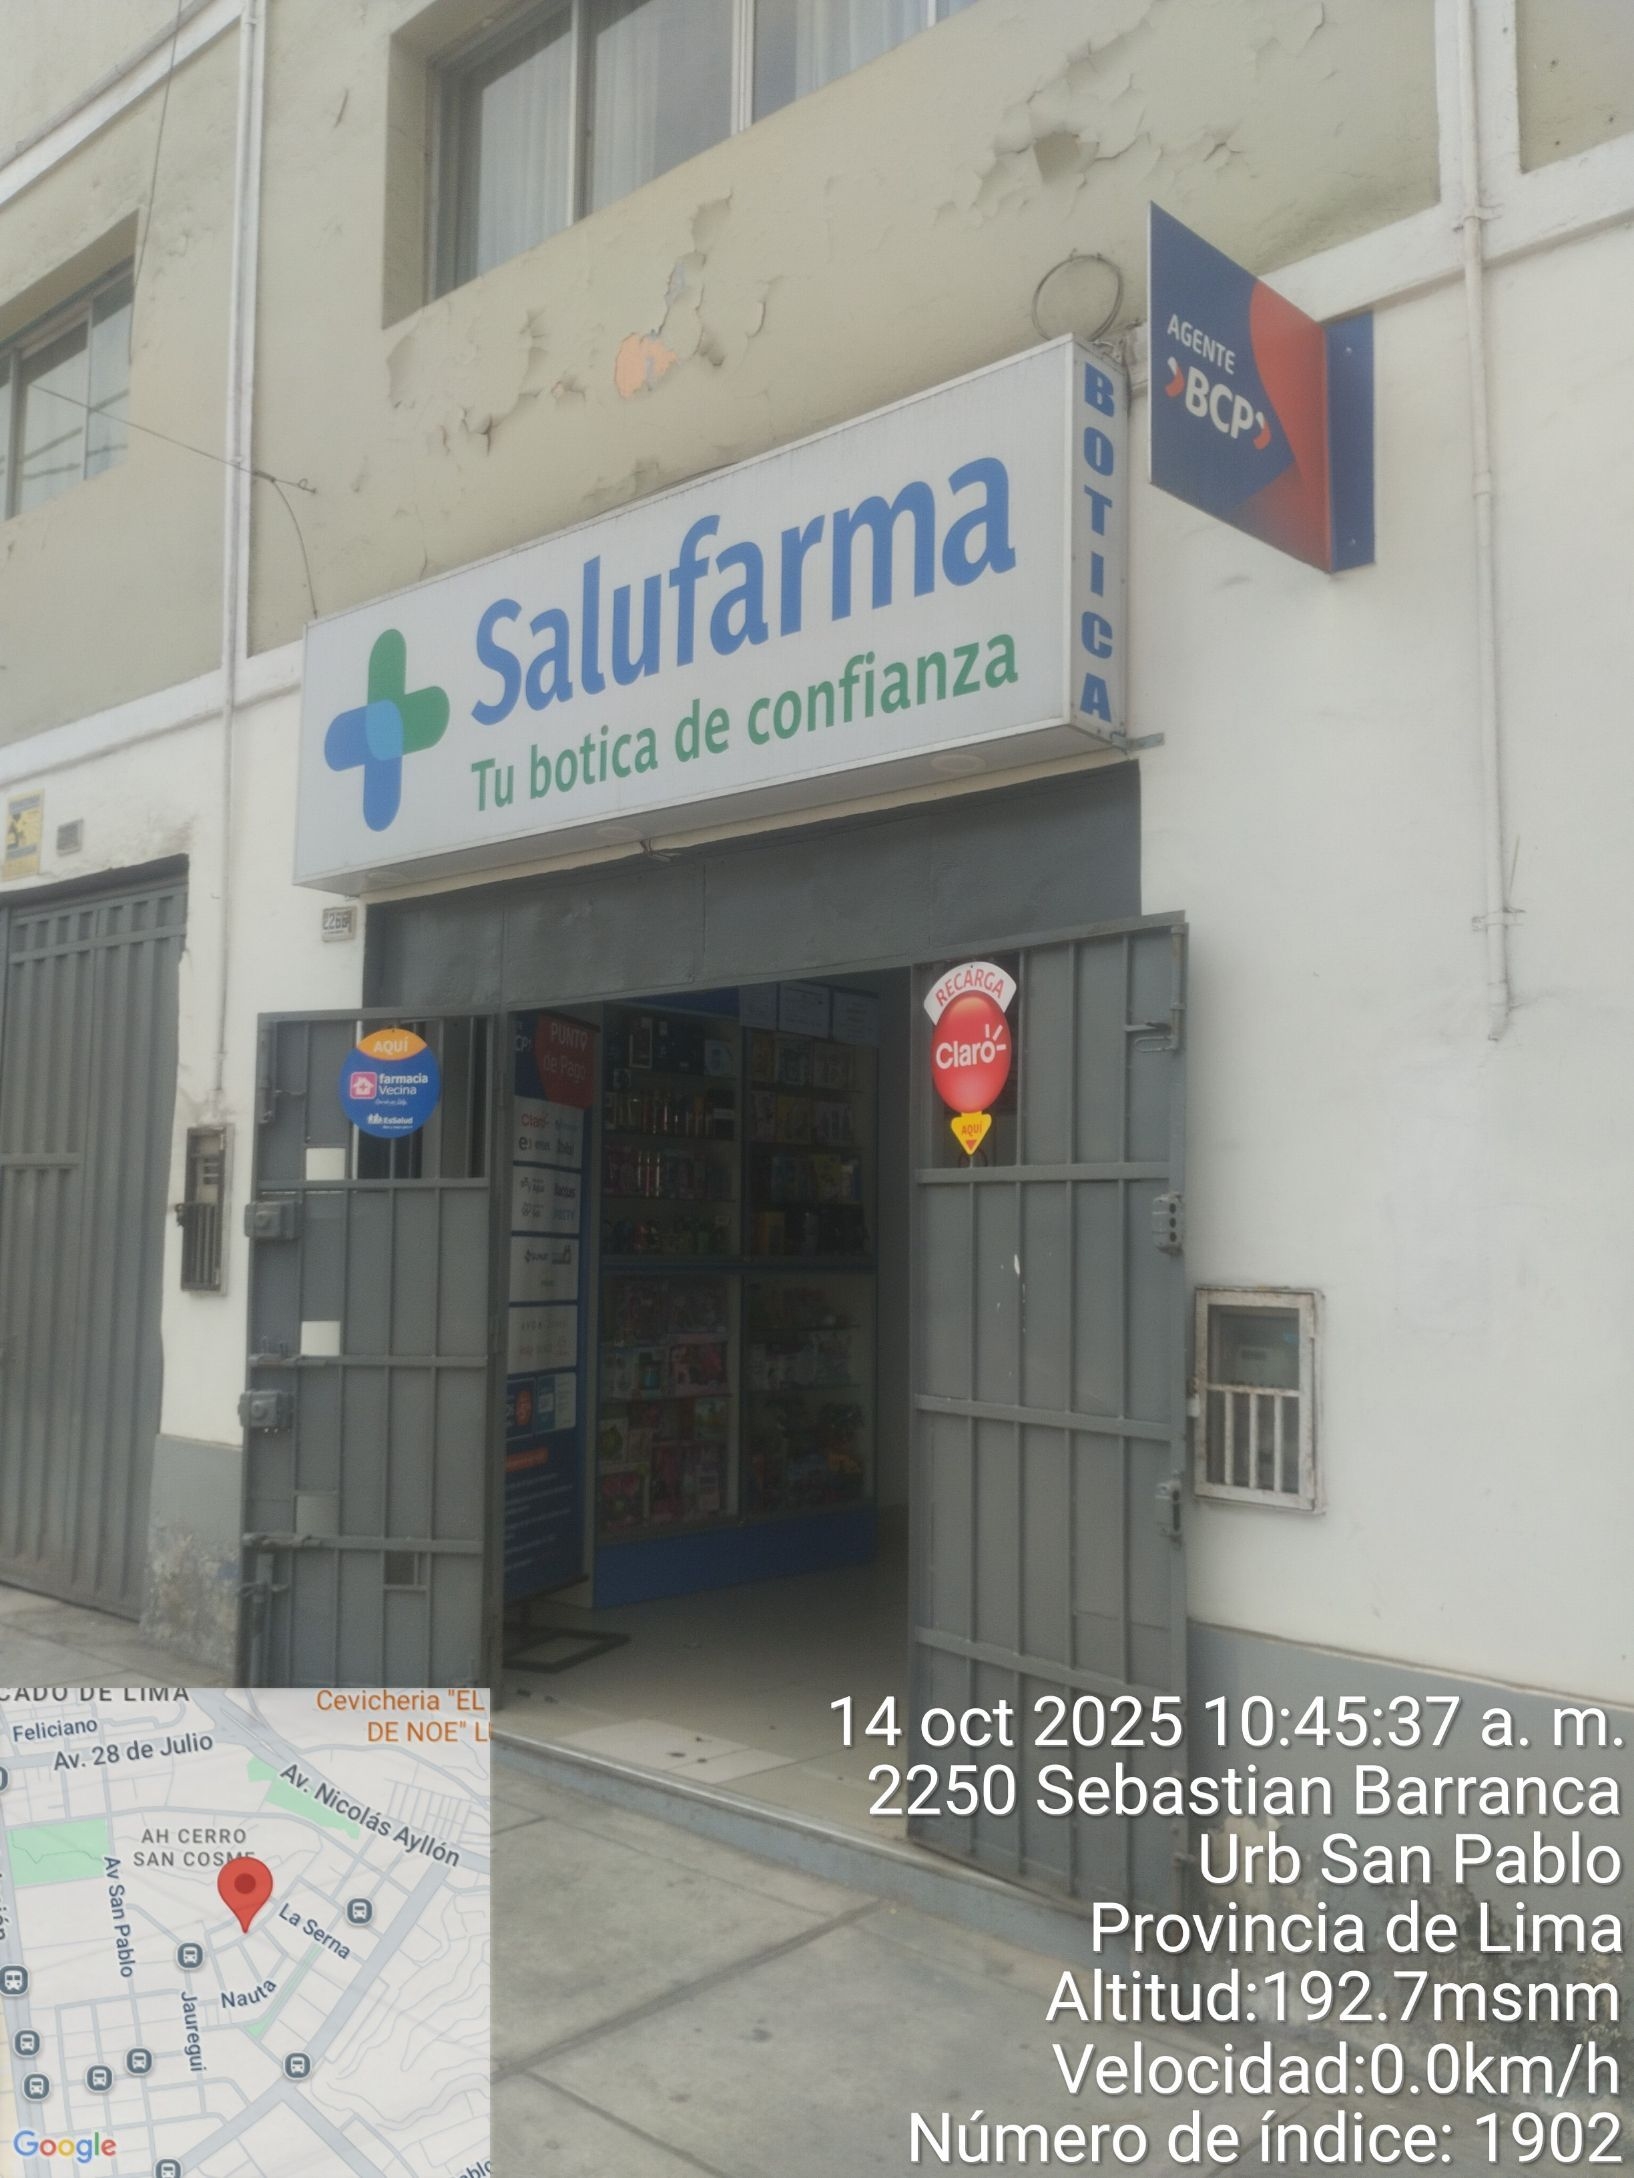 AGENTE
BCP
BOTICA
Salufarma
Tu botica de confianza
RECARGA
Claro
AQUÍ
AQUÍ
farmacia
Vecina
EsSalud
PUNTO
de Pago
Claro
CADO DE LIMA
Cevicheria "EL
DE NOE" L
Feliciano
Av. 28 de Julio
Av. Nicolás Ayllón
AH CERRO
SAN COSME
Av San Pablo
La Serna
Nauta
Jauregui
Google
14 oct 2025 10:45:37 a. m.
2250 Sebastian Barranca
Urb San Pablo
Provincia de Lima
Altitud:192.7msnm
Velocidad:0.0km/h
Número de índice: 1902